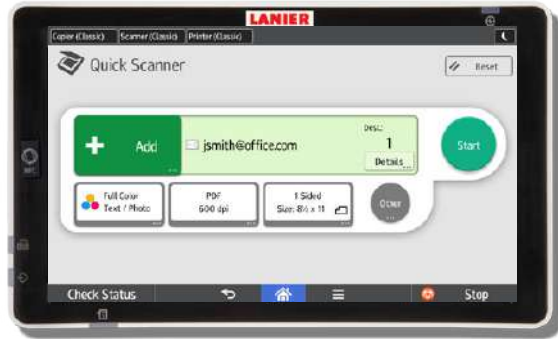 LANIER
Copier (Classic) Scanner (Classic) Printer (Classic)
Quick Scanner
Reset
Add
jsmith@office.com
Dest.:
1
Details
Start
Full Color
Text / Photo
PDF
600 dpi
1 Sided
Size: 8½ x 11
Other
Check Status
Stop